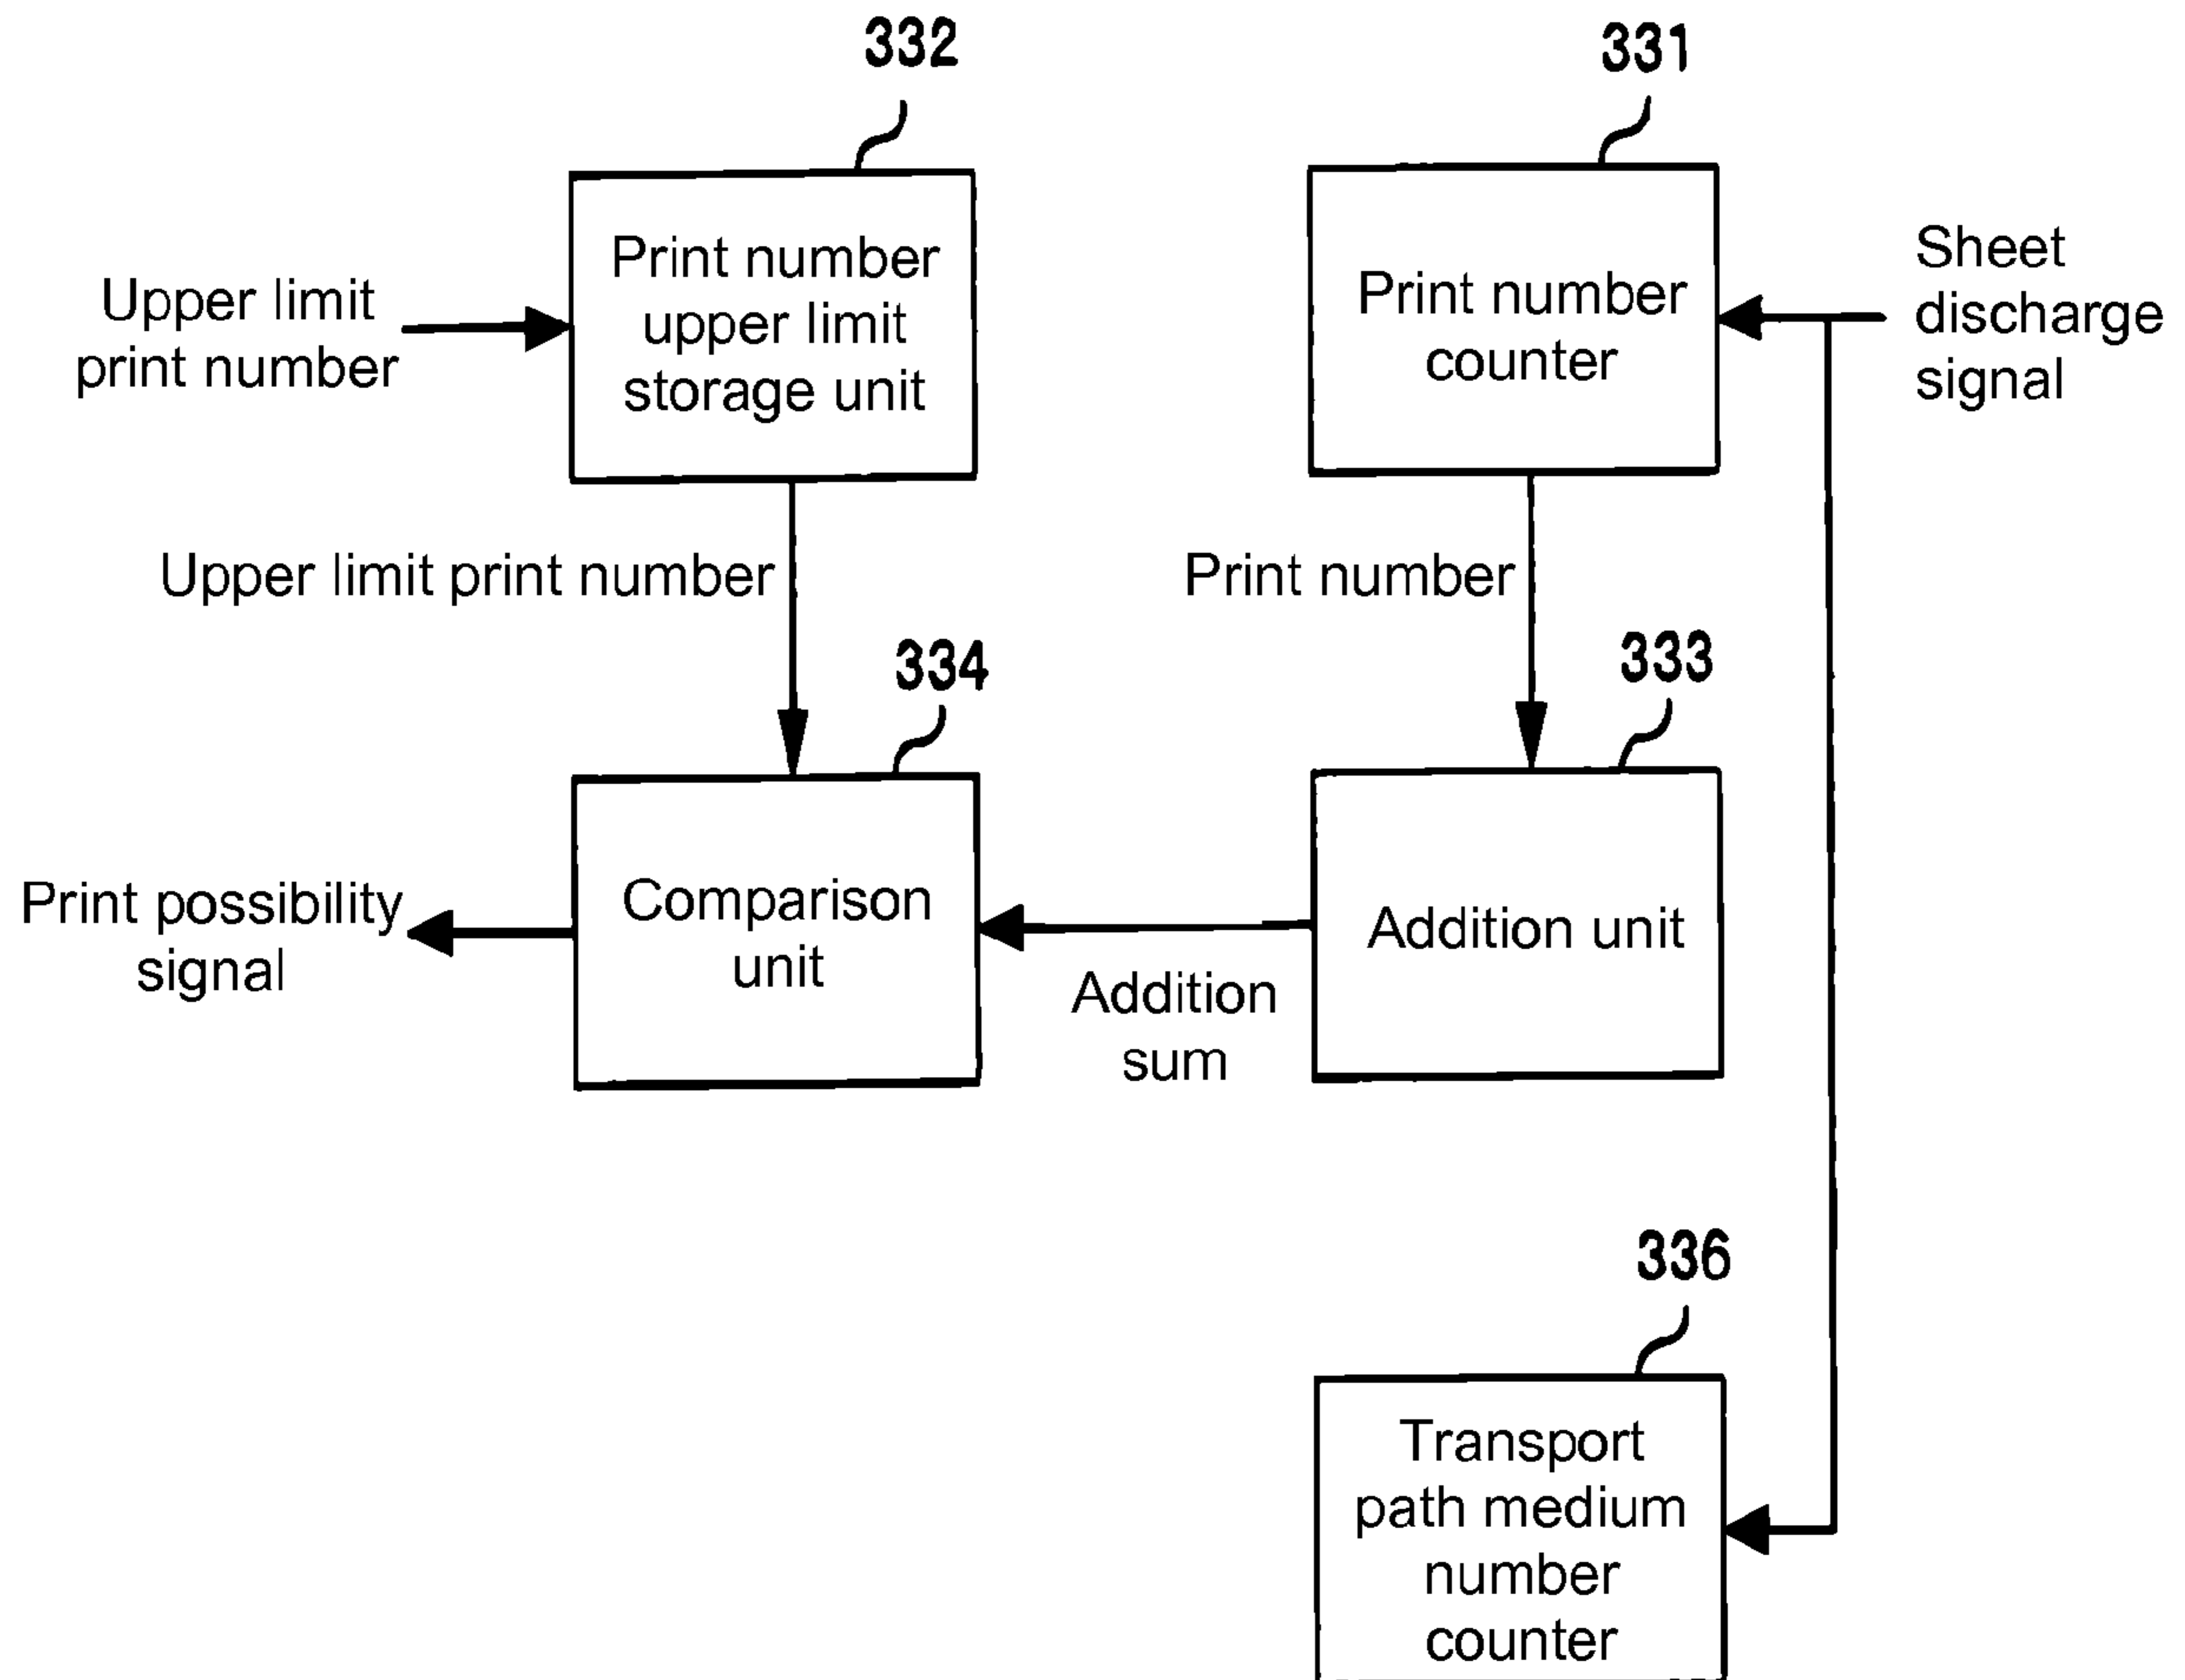 332
331
Upper limit
print number
Print number
upper limit
storage unit
Print number
counter
Sheet
discharge
signal
Upper limit print number
Print number
334
333
Print possibility
signal
Comparison
unit
Addition
sum
Addition unit
336
Transport
path medium
number
counter